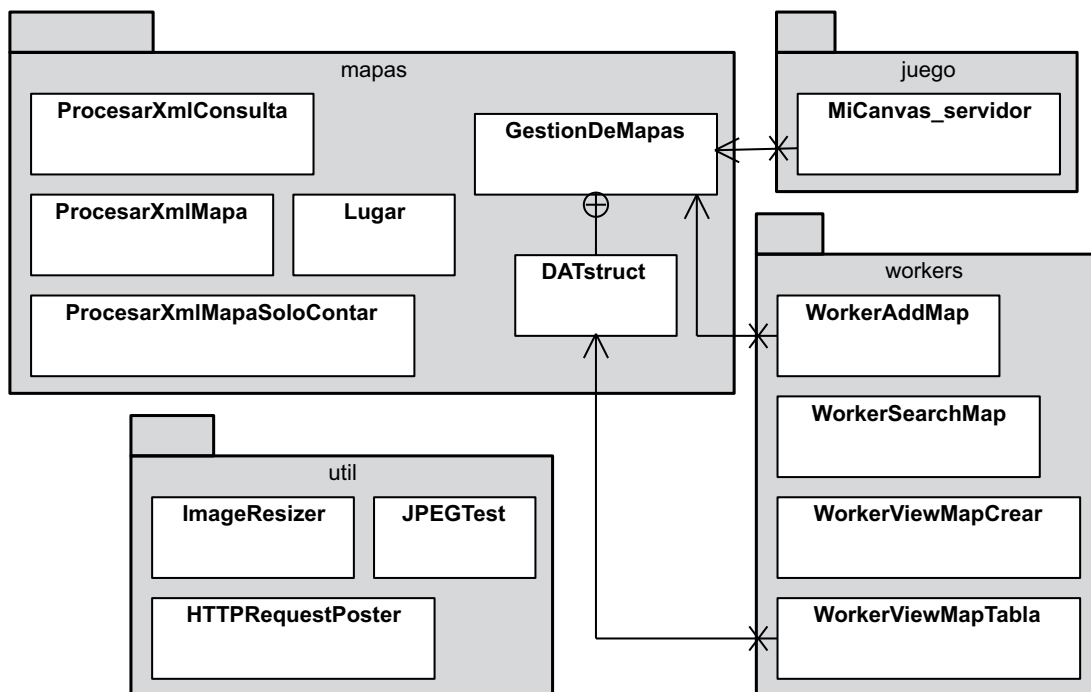 mapas
ProcesarXmlConsulta
GestionDeMapas
ProcesarXmlMapa
Lugar
DATstruct
ProcesarXmlMapaSoloContar
juego
MiCanvas_servidor
workers
WorkerAddMap
WorkerSearchMap
WorkerViewMapCrear
WorkerViewMapTabla
util
ImageResizer
JPEGTest
HTTPRequestPoster